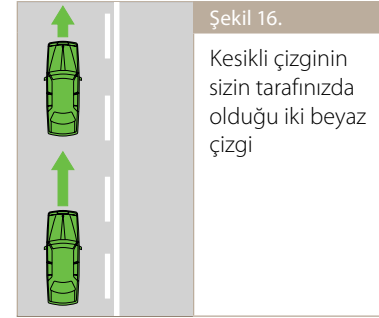 Şekil 16.
Kesikli çizginin
sizin tarafınızda
olduğu iki beyaz
çizgi